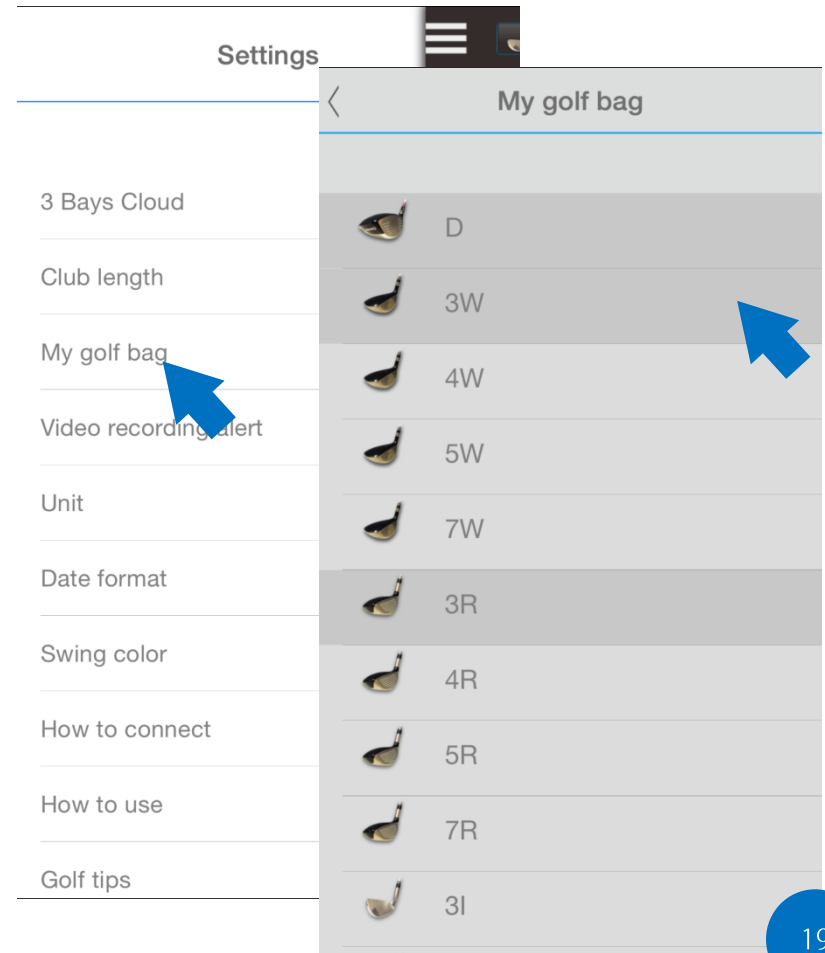 Settings
3 Bays Cloud
Club length
My golf bag
Video recording alert
Unit
Date format
Swing color
How to connect
How to use
Golf tips
My golf bag
D
3W
4W
5W
7W
3R
4R
5R
7R
3I
19